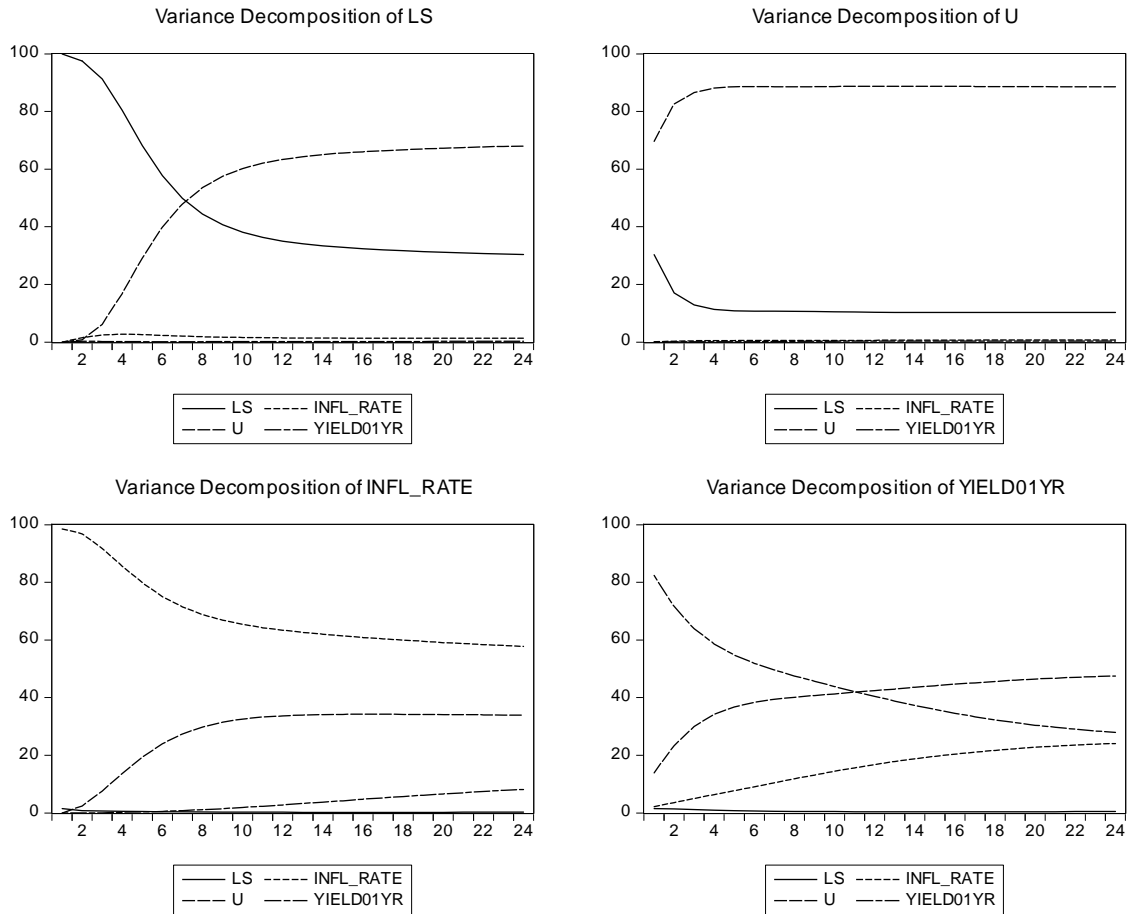 Variance Decomposition of LS
100
80
60
40
20
0
2 4 6 8 10 12 14 16 18 20 22 24
LS INFL_RATE
U YIELD01YR
Variance Decomposition of U
100
80
60
40
20
0
2 4 6 8 10 12 14 16 18 20 22 24
LS INFL_RATE
U YIELD01YR
Variance Decomposition of INFL_RATE
100
80
60
40
20
0
2 4 6 8 10 12 14 16 18 20 22 24
LS INFL_RATE
U YIELD01YR
Variance Decomposition of YIELD01YR
100
80
60
40
20
0
2 4 6 8 10 12 14 16 18 20 22 24
LS INFL_RATE
U YIELD01YR